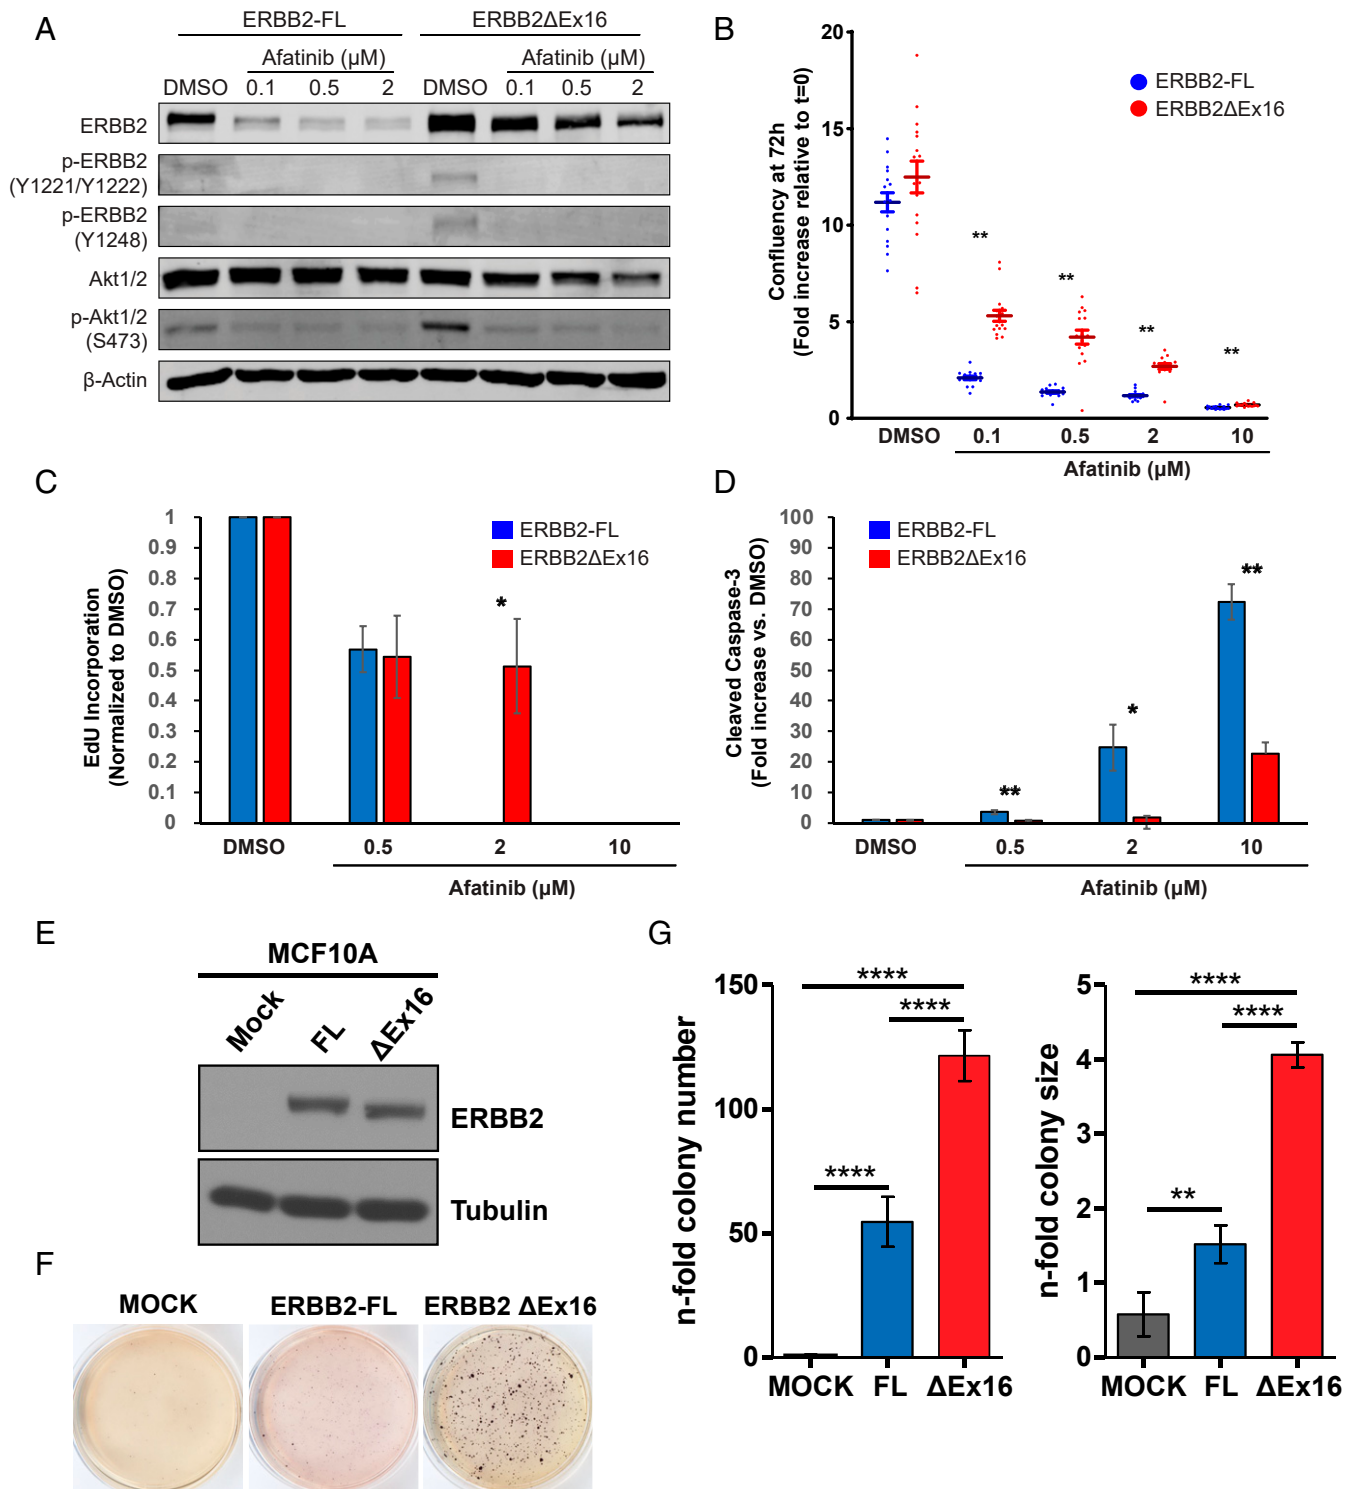 A
ERBB2-FL
ERBB2ΔEx16
Afatinib (μM)
Afatinib (μM)
DMSO 0.1 0.5 2 DMSO 0.1 0.5 2
ERBB2
p-ERBB2
(Y1221/Y1222)
p-ERBB2
(Y1248)
Akt1/2
p-Akt1/2
(S473)
β-Actin
B
Confluency at 72h
(Fold increase relative to t=0)
20
15
10
5
0
ERBB2-FL
ERBB2ΔEx16
**
**
**
**
DMSO 0.1 0.5 2 10
Afatinib (μM)
C
EdU Incorporation
(Normalized to DMSO)
1
0.9
0.8
0.7
0.6
0.5
0.4
0.3
0.2
0.1
0
ERBB2-FL
ERBB2ΔEx16
*
DMSO 0.5 2 10
Afatinib (μM)
D
Cleaved Caspase-3
(Fold increase vs. DMSO)
100
90
80
70
60
50
40
30
20
10
0
ERBB2-FL
ERBB2ΔEx16
**
*
**
DMSO 0.5 2 10
Afatinib (μM)
E
MCF10A
Mock FL ΔEx16
ERBB2
Tubulin
F
MOCK ERBB2-FL ERBB2 ΔEx16
G
n-fold colony number
150
100
50
0
****
****
****
MOCK FL ΔEx16
n-fold colony size
5
4
3
2
1
0
****
****
**
MOCK FL ΔEx16